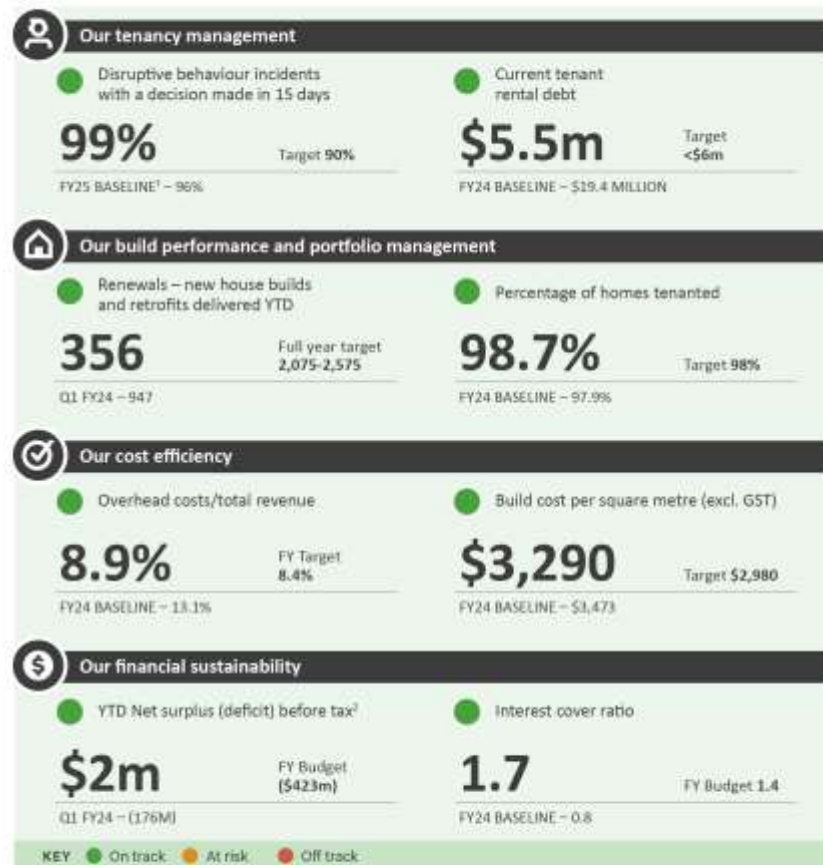 Our tenancy management
Disruptive behaviour incidents
with a decision made in 15 days
99%
Target 90%
FY25 BASELINE¹ – 96%
Current tenant
rental debt
$5.5m
Target
<$6m
FY24 BASELINE – $19.4 MILLION
Our build performance and portfolio management
Renewals – new house builds
and retrofits delivered YTD
356
Full year target
2,075-2,575
Q1 FY24 – 947
Percentage of homes tenanted
98.7%
Target 98%
FY24 BASELINE – 97.9%
Our cost efficiency
Overhead costs/total revenue
8.9%
FY Target
8.4%
FY24 BASELINE – 13.1%
Build cost per square metre (excl. GST)
$3,290
Target $2,980
FY24 BASELINE – $3,473
Our financial sustainability
YTD Net surplus (deficit) before tax²
$2m
FY Budget
($423m)
Q1 FY24 – (176M)
Interest cover ratio
1.7
FY Budget 1.4
FY24 BASELINE – 0.8
KEY On track At risk Off track